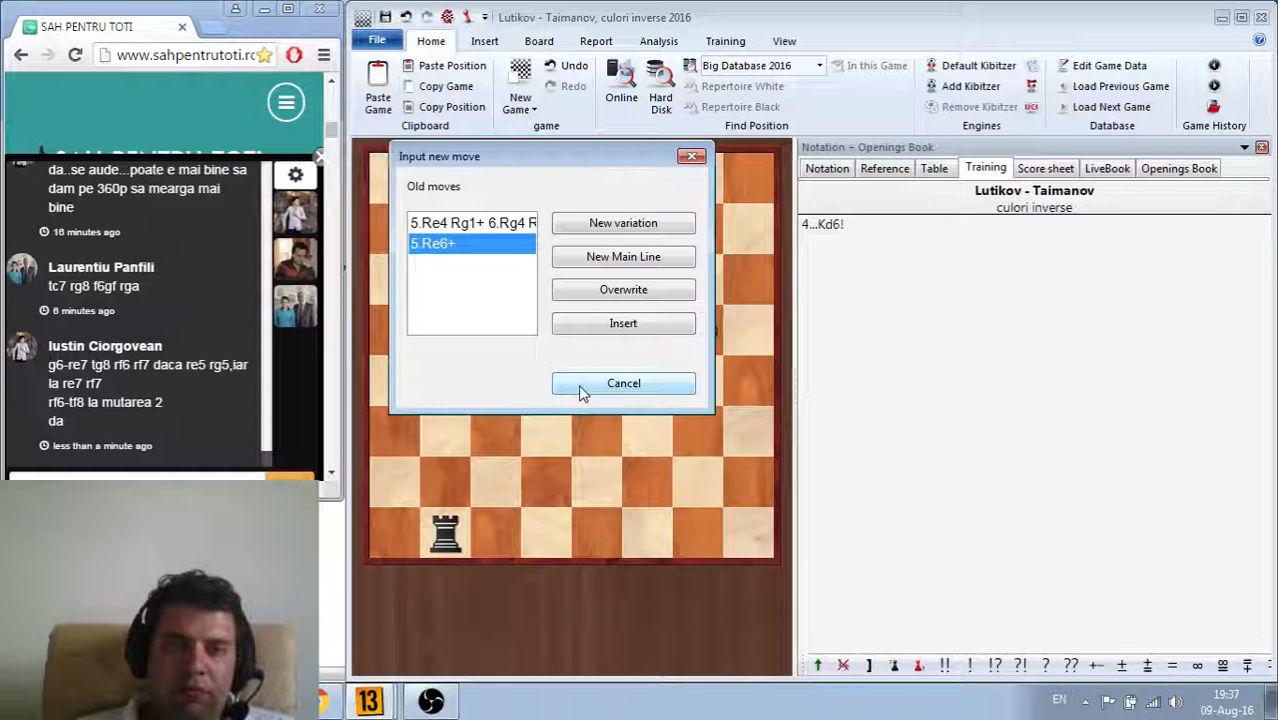 SAH PENTRU TOTI
www.sahpentrutoti.ro
da..se aude...poate e mai bine sa
dam pe 360p sa mearga mai
bine
16 minutes ago
Laurentiu Panfili
tc7 rg8 f6gf rga
6 minutes ago
Iustin Ciorgovean
g6-re7 tg8 rf6 rf7 daca re5 rg5,iar
la re7 rf7
rf6-tf8 la mutarea 2
da
less than a minute ago
Lutikov - Taimanov, culori inverse 2016
File
Home
Insert
Board
Report
Analysis
Training
View
Paste
Game
Paste Position
Copy Game
Copy Position
Clipboard
New
Game
Undo
Redo
game
Online
Hard
Disk
Big Database 2016
In this Game
Repertoire White
Repertoire Black
Find Position
Default Kibitzer
Add Kibitzer
Remove Kibitzer
UCI
Engines
Edit Game Data
Load Previous Game
Load Next Game
Database
Game History
Input new move
Old moves
5.Re4 Rg1+ 6.Rg4 R
5.Re6+
New variation
New Main Line
Overwrite
Insert
Cancel
Notation - Openings Book
Notation
Reference
Table
Training
Score sheet
LiveBook
Openings Book
Lutikov - Taimanov
culori inverse
4...Kd6!
] !! ! !? ?! ? ?? +− ± ± = ∞
13
EN
19:37
09-Aug-16